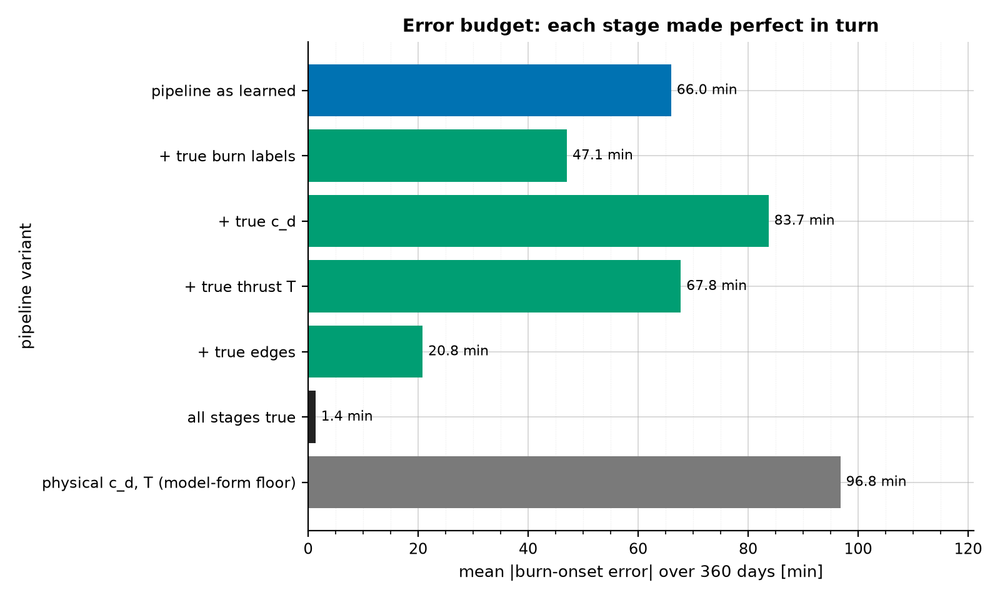 Error budget: each stage made perfect in turn
pipeline variant
pipeline as learned
66.0 min
+ true burn labels
47.1 min
+ true c_d
83.7 min
+ true thrust T
67.8 min
+ true edges
20.8 min
all stages true
1.4 min
physical c_d, T (model-form floor)
96.8 min
0 20 40 60 80 100 120
mean |burn-onset error| over 360 days [min]